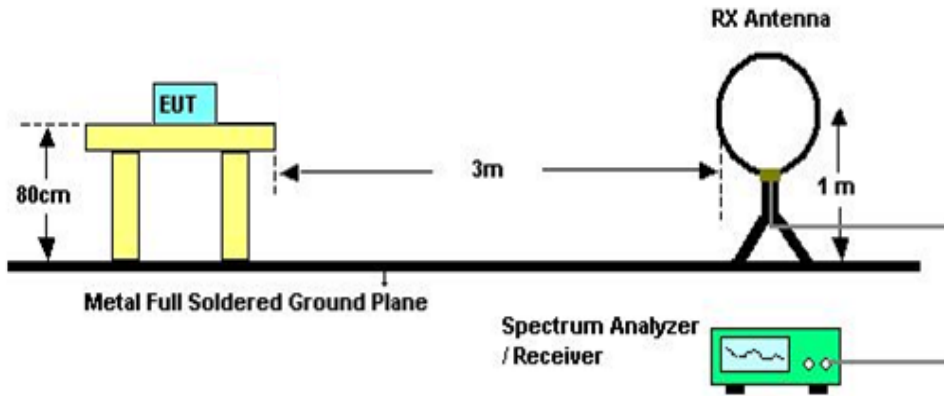 RX Antenna
EUT
3m
80cm
1 m
Metal Full Soldered Ground Plane
Spectrum Analyzer
/ Receiver